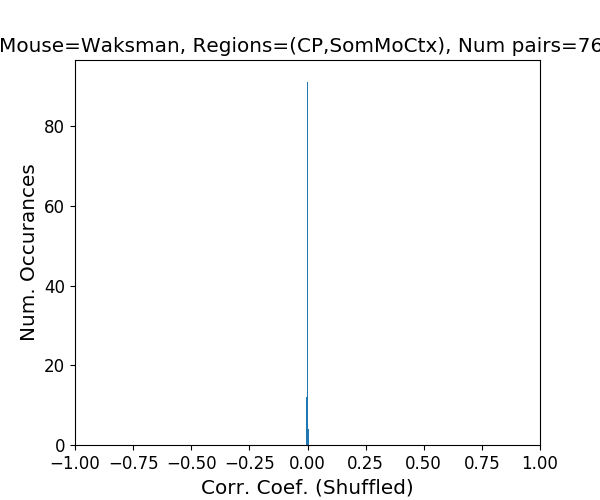 Mouse=Waksman, Regions=(CP,SomMoCtx), Num pairs=76
Num. Occurances
80
60
40
20
0
−1.00 −0.75 −0.50 −0.25 0.00 0.25 0.50 0.75 1.00
Corr. Coef. (Shuffled)